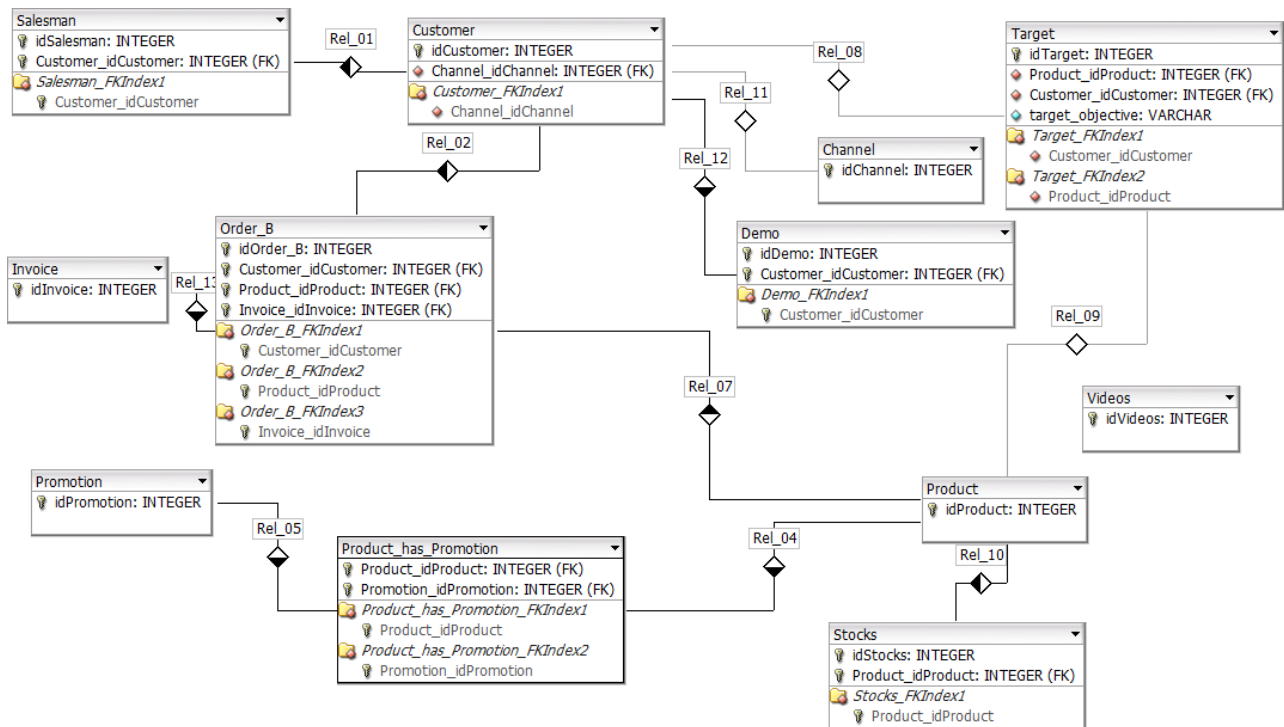 Salesman
idSalesman: INTEGER
Customer_idCustomer: INTEGER (FK)
Salesman_FKIndex1
Customer_idCustomer
Rel_01
Customer
idCustomer: INTEGER
Channel_idChannel: INTEGER (FK)
Customer_FKIndex1
Channel_idChannel
Rel_08
Target
idTarget: INTEGER
Product_idProduct: INTEGER (FK)
Customer_idCustomer: INTEGER (FK)
target_objective: VARCHAR
Target_FKIndex1
Customer_idCustomer
Target_FKIndex2
Product_idProduct
Rel_11
Rel_02
Rel_12
Channel
idChannel: INTEGER
Order_B
idOrder_B: INTEGER
Customer_idCustomer: INTEGER (FK)
Product_idProduct: INTEGER (FK)
Invoice_idInvoice: INTEGER (FK)
Order_B_FKIndex1
Customer_idCustomer
Order_B_FKIndex2
Product_idProduct
Order_B_FKIndex3
Invoice_idInvoice
Demo
idDemo: INTEGER
Customer_idCustomer: INTEGER (FK)
Demo_FKIndex1
Customer_idCustomer
Invoice
idInvoice: INTEGER
Rel_13
Rel_09
Rel_07
Videos
idVideos: INTEGER
Promotion
idPromotion: INTEGER
Product
idProduct: INTEGER
Rel_05
Rel_04
Product_has_Promotion
Product_idProduct: INTEGER (FK)
Promotion_idPromotion: INTEGER (FK)
Product_has_Promotion_FKIndex1
Product_idProduct
Product_has_Promotion_FKIndex2
Promotion_idPromotion
Rel_10
Stocks
idStocks: INTEGER
Product_idProduct: INTEGER (FK)
Stocks_FKIndex1
Product_idProduct